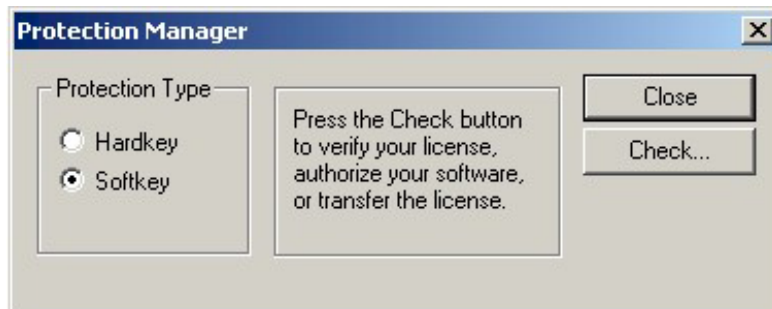 Protection Manager
Protection Type
Hardkey
Softkey
Press the Check button
to verify your license,
authorize your software,
or transfer the license.
Close
Check...